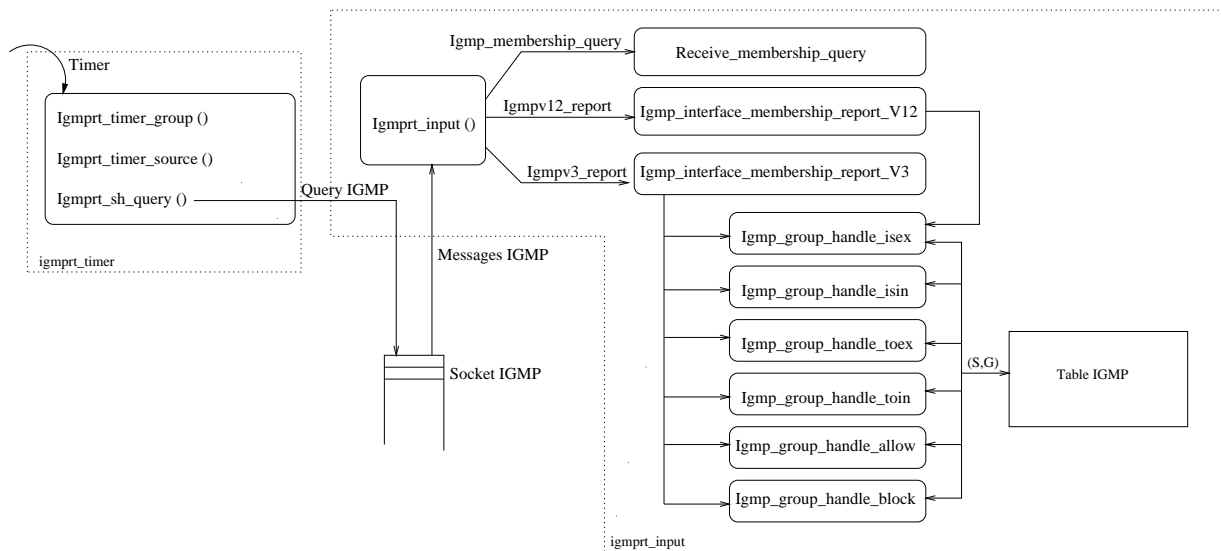 Timer
Igmprt_timer_group ()
Igmprt_timer_source ()
Igmprt_sh_query ()
igmprt_timer
Query IGMP
Igmprt_input ()
Messages IGMP
Socket IGMP
Igmp_membership_query
Receive_membership_query
Igmpv12_report
Igmp_interface_membership_report_V12
Igmpv3_report
Igmp_interface_membership_report_V3
Igmp_group_handle_isex
Igmp_group_handle_isin
Igmp_group_handle_toex
Igmp_group_handle_toin
Igmp_group_handle_allow
Igmp_group_handle_block
(S,G)
Table IGMP
igmprt_input